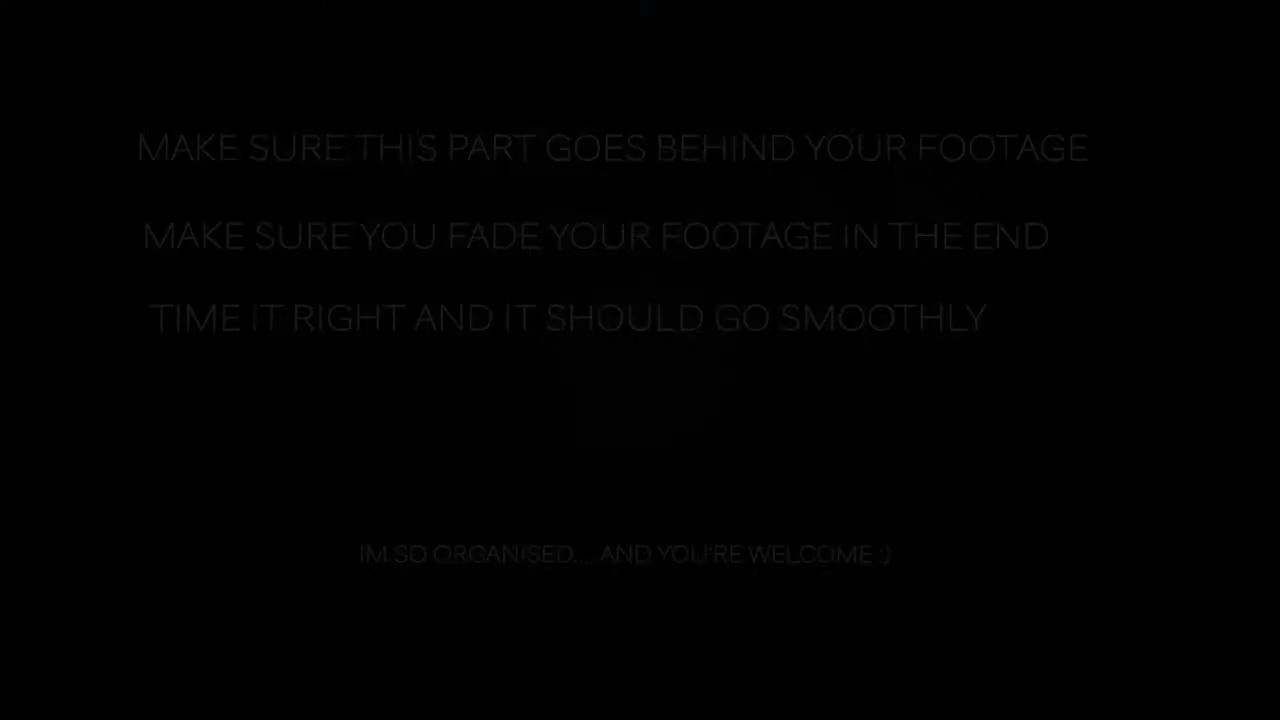 MAKE SURE THIS PART GOES BEHIND YOUR FOOTAGE
MAKE SURE YOU FADE YOUR FOOTAGE IN THE END
TIME IT RIGHT AND IT SHOULD GO SMOOTHLY
IM SO ORGANISED.... AND YOU'RE WELCOME :)